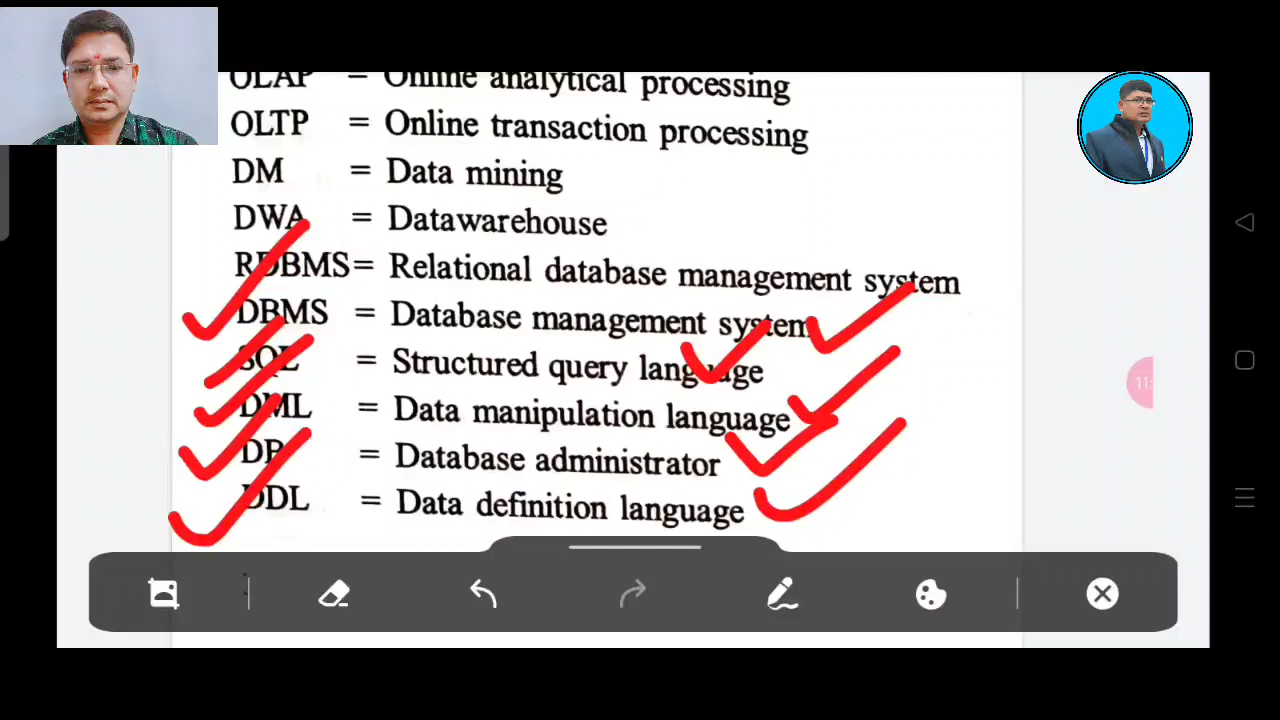 OLAP = Online analytical processing
OLTP = Online transaction processing
DM = Data mining
DWA = Datawarehouse
RDBMS= Relational database management system
DBMS = Database management system
SQL = Structured query language
DML = Data manipulation language
= Database administrator
DDL = Data definition language
11: